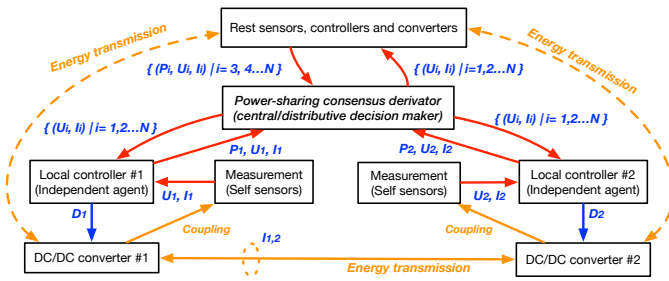 Rest sensors, controllers and converters
Energy transmission
Energy transmission
{ (Pi, Ui, Ii) | i= 3, 4...N }
{ (Ui, Ii) | i=1,2...N }
Power-sharing consensus derivator
(central/distributive decision maker)
{ (Ui, Ii) | i= 1,2...N }
{ (Ui, Ii) | i= 1,2...N }
P1, U1, I1
P2, U2, I2
Local controller #1
(Independent agent)
Measurement
(Self sensors)
Measurement
(Self sensors)
Local controller #2
(Independent agent)
U1, I1
U2, I2
D1
D2
Coupling
Coupling
I1,2
DC/DC converter #1
Energy transmission
DC/DC converter #2